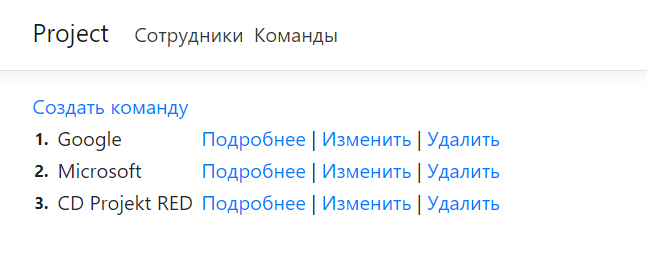 Project Сотрудники Команды
Создать команду
1. Google Подробнее | Изменить | Удалить
2. Microsoft Подробнее | Изменить | Удалить
3. CD Projekt RED Подробнее | Изменить | Удалить